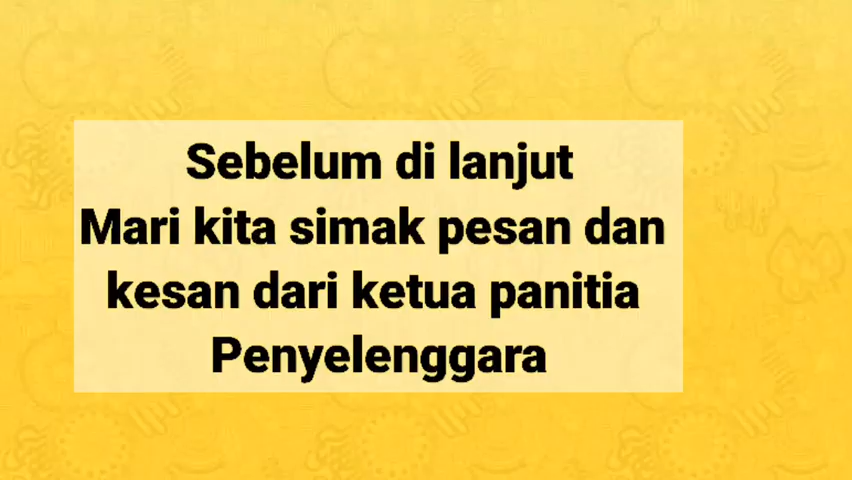 Sebelum di lanjut
Mari kita simak pesan dan
kesan dari ketua panitia
Penyelenggara